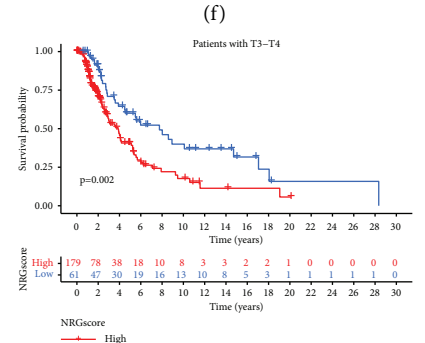 (f)
Patients with T3–T4
Survival probability
1.00
0.75
0.50
0.25
0.00
p=0.002
0 2 4 6 8 10 12 14 16 18 20 22 24 26 28 30
Time (years)
NRGscore
High 179 78 38 18 10 8 3 3 2 2 1 0 0 0 0 0
Low 61 47 30 19 16 13 10 8 5 3 1 1 1 1 1 0
0 2 4 6 8 10 12 14 16 18 20 22 24 26 28 30
Time (years)
NRGscore
High